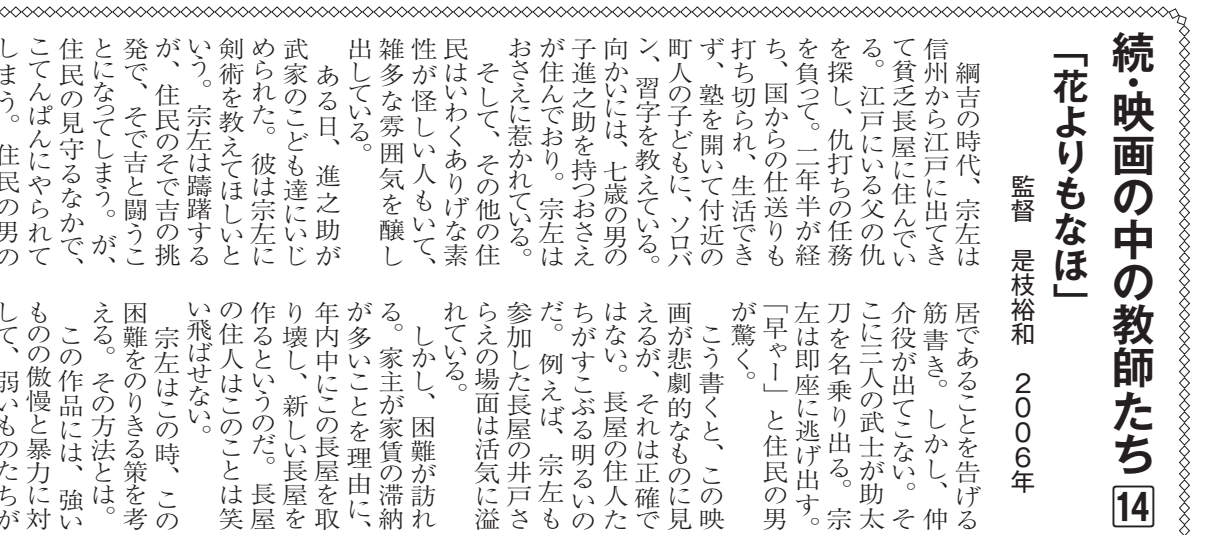 続・映画の中の教師たち 14
「花よりもなほ」
監督 是枝裕和 2006年
綱吉の時代、宗左は
信州から江戸に出てき
て貧乏長屋に住んでい
る。江戸にいる父の仇
を探し、仇打ちの任務
を負って。二年半が経
ち、国からの仕送りも
打ち切られ、生活でき
ず、塾を開いて付近の
町人の子どもに、ソロバ
ン、習字を教えている。
向かいには、七歳の男の
子進之助を持つおさえ
が住んでおり。宗左は
おさえに惹かれている。
そして、その他の住
民はいわくありげな素
性が怪しい人もいて、
雑多な雰囲気を醸し
出している。
ある日、進之助が
武家のこども達にいじ
められた。彼は宗左に
剣術を教えてほしいと
いう。宗左は躊躇する
が、住民のそで吉の挑
発で、そで吉と闘うこ
とになってしまう。が、
住民の見守るなかで、
こてんぱんにやられて
しまう。住民の男の
居であることを告げる
筋書き。しかし、仲
介役が出てこない。そ
こに三人の武士が助太
刀を名乗り出る。宗
左は即座に逃げ出す。
「早ゃー」と住民の男
が驚く。
こう書くと、この映
画が悲劇的なものに見
えるが、それは正確で
はない。長屋の住人た
ちがすこぶる明るいの
だ。例えば、宗左も
参加した長屋の井戸さ
らえの場面は活気に溢
れている。
しかし、困難が訪れ
る。家主が家賃の滞納
が多いことを理由に、
年内中にこの長屋を取
り壊し、新しい長屋を
作るというのだ。長屋
の住人はこのことは笑
い飛ばせない。
宗左はこの時、この
困難をのりきる策を考
える。その方法とは。
この作品には、強い
ものの傲慢と暴力に対
して、弱いものたちが